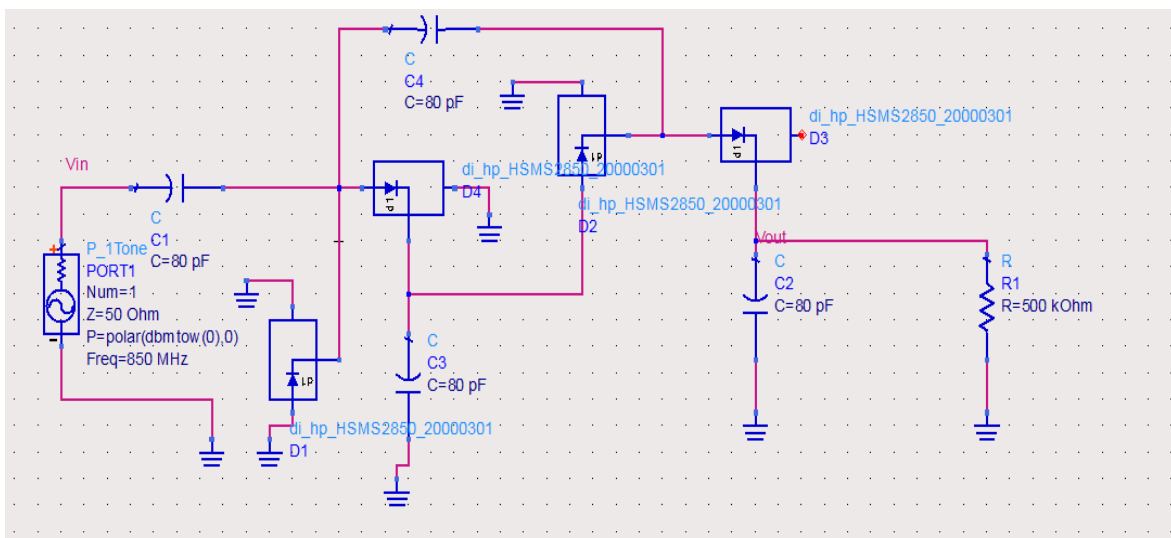 C
C4
C=80 pF
di_hp_HSMS2850_20000301
D3
Vin
di_hp_HSMS2850_20000301
D4
di_hp_HSMS2850_20000301
D2
C
C1
C=80 pF
P_1Tone
PORT1
Num=1
Z=50 Ohm
P=polar(dbmtow(0),0)
Freq=850 MHz
Vout
C
C2
C=80 pF
R
R1
R=500 kOhm
C
C3
C=80 pF
di_hp_HSMS2850_20000301
D1